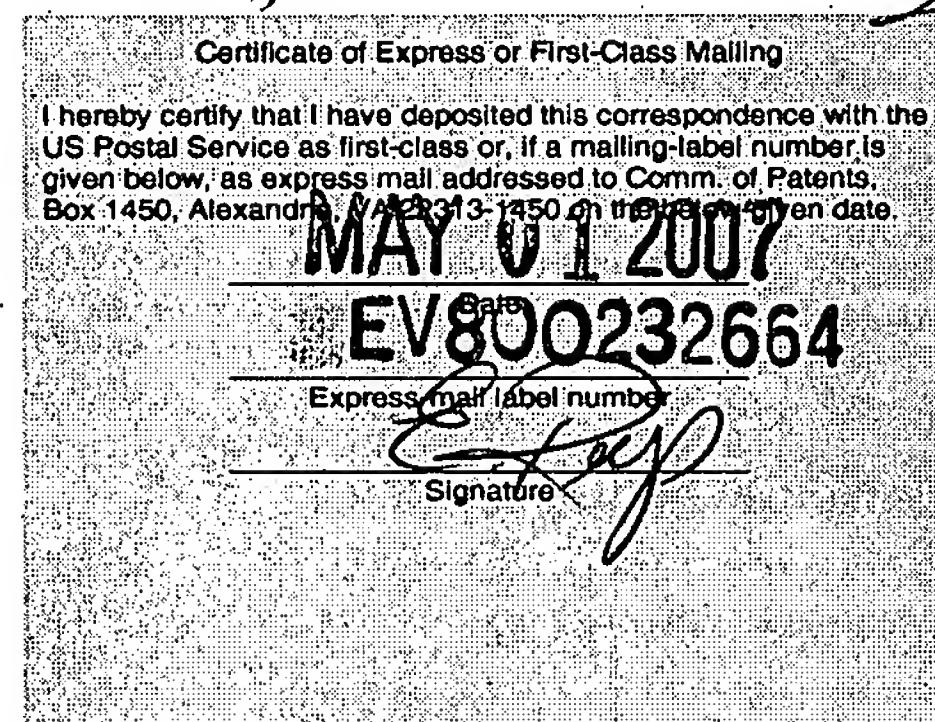 Certificate of Express or First-Class Mailing
I hereby certify that I have deposited this correspondence with the
US Postal Service as first-class or, if a mailing-label number is
given below, as express mail addressed to Comm. of Patents,
Box 1450, Alexandria, VA 22313-1450 on the below-given date.
MAY 01 2007
Date
EV800232664
Express mail label number
Signature